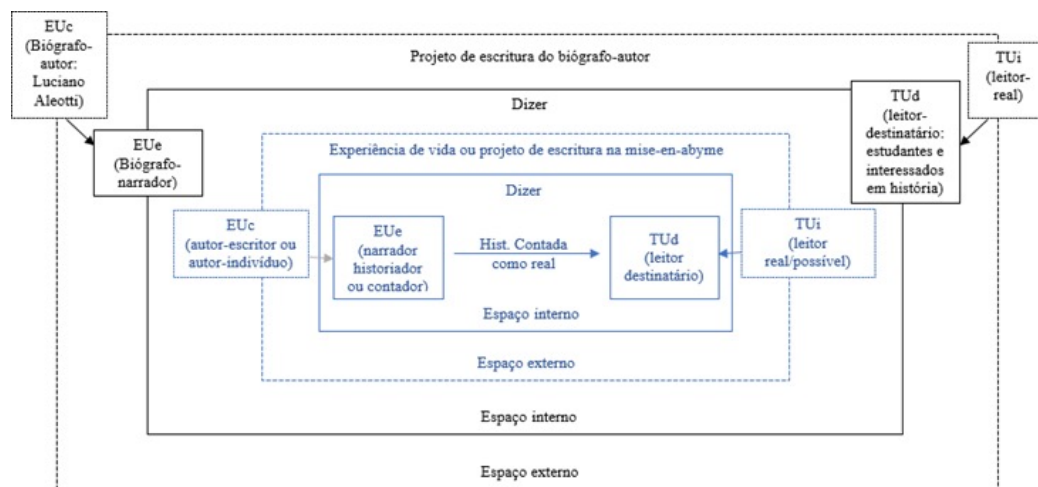 EUc
(Biógrafo-
autor:
Luciano
Aleotti)
Projeto de escritura do biógrafo-autor
TUi
(leitor-
real)
Dizer
TUd
(leitor-
destinatário:
estudantes e
interessados
em história)
EUe
(Biógrafo-
narrador)
Experiência de vida ou projeto de escritura na mise-en-abyme
Dizer
EUc
(autor-escritor ou
autor-indivíduo)
EUe
(narrador
historiador
ou contador)
Hist. Contada
como real
TUd
(leitor
destinatário)
TUi
(leitor
real/possível)
Espaço interno
Espaço externo
Espaço interno
Espaço externo